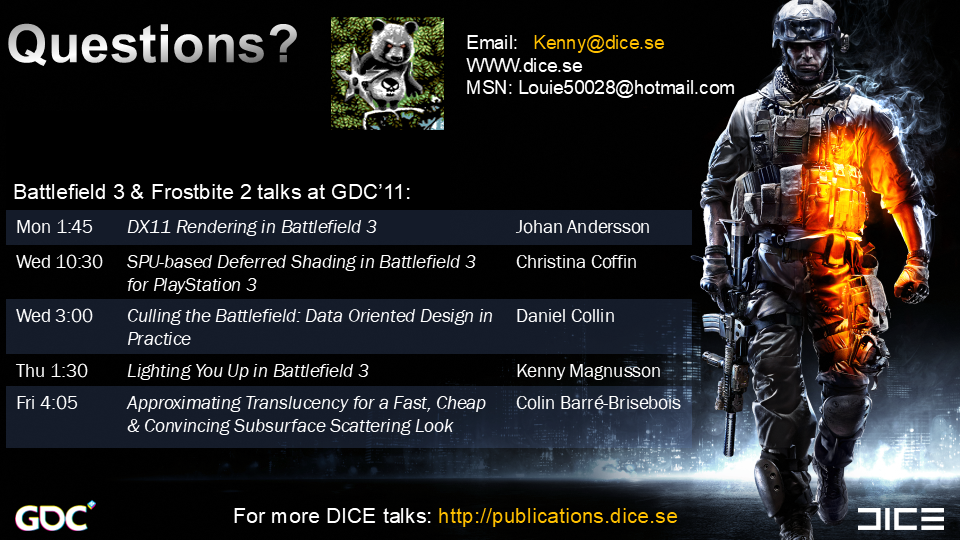 Questions?
Email: Kenny@dice.se
WWW.dice.se
MSN: Louie50028@hotmail.com
Battlefield 3 & Frostbite 2 talks at GDC’11:
Mon 1:45 DX11 Rendering in Battlefield 3 Johan Andersson
Wed 10:30 SPU-based Deferred Shading in Battlefield 3 Christina Coffin
for PlayStation 3
Wed 3:00 Culling the Battlefield: Data Oriented Design in Daniel Collin
Practice
Thu 1:30 Lighting You Up in Battlefield 3 Kenny Magnusson
Fri 4:05 Approximating Translucency for a Fast, Cheap Colin Barré-Brisebois
& Convincing Subsurface Scattering Look
GDC
For more DICE talks: http://publications.dice.se
DICE